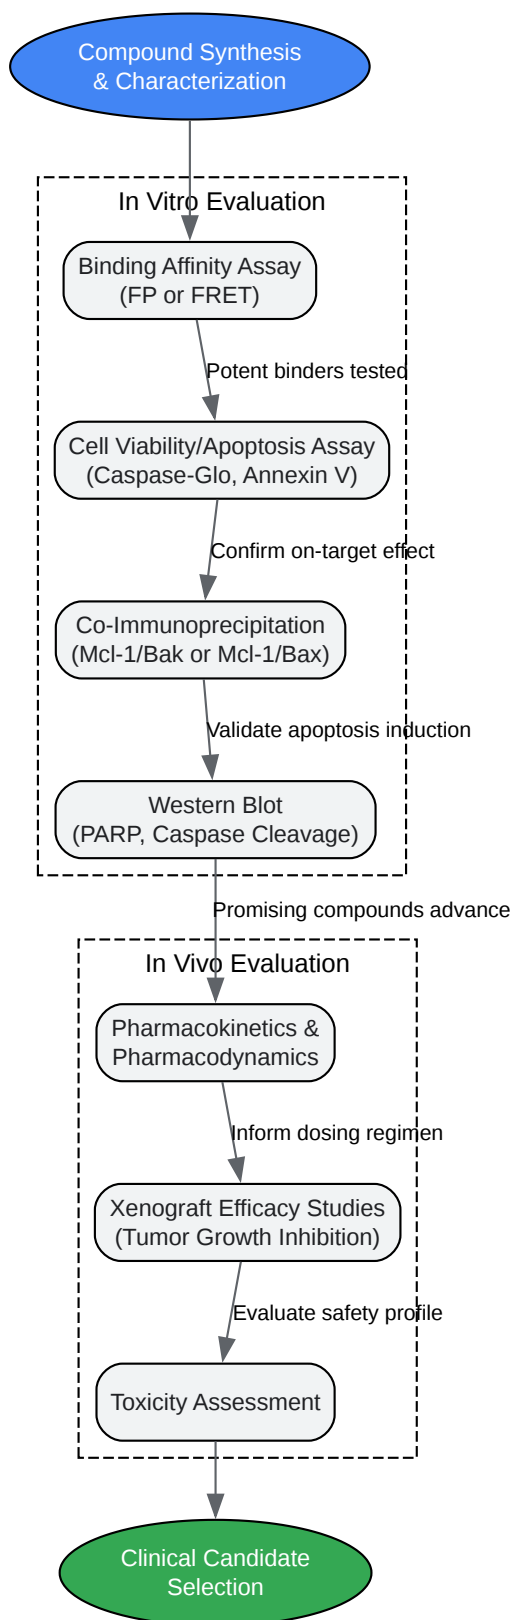 Compound Synthesis
& Characterization
In Vitro Evaluation
Binding Affinity Assay
(FP or FRET)
Potent binders tested
Cell Viability/Apoptosis Assay
(Caspase-Glo, Annexin V)
Confirm on-target effect
Co-Immunoprecipitation
(Mcl-1/Bak or Mcl-1/Bax)
Validate apoptosis induction
Western Blot
(PARP, Caspase Cleavage)
Promising compounds advance
In Vivo Evaluation
Pharmacokinetics &
Pharmacodynamics
Inform dosing regimen
Xenograft Efficacy Studies
(Tumor Growth Inhibition)
Evaluate safety profile
Toxicity Assessment
Clinical Candidate
Selection